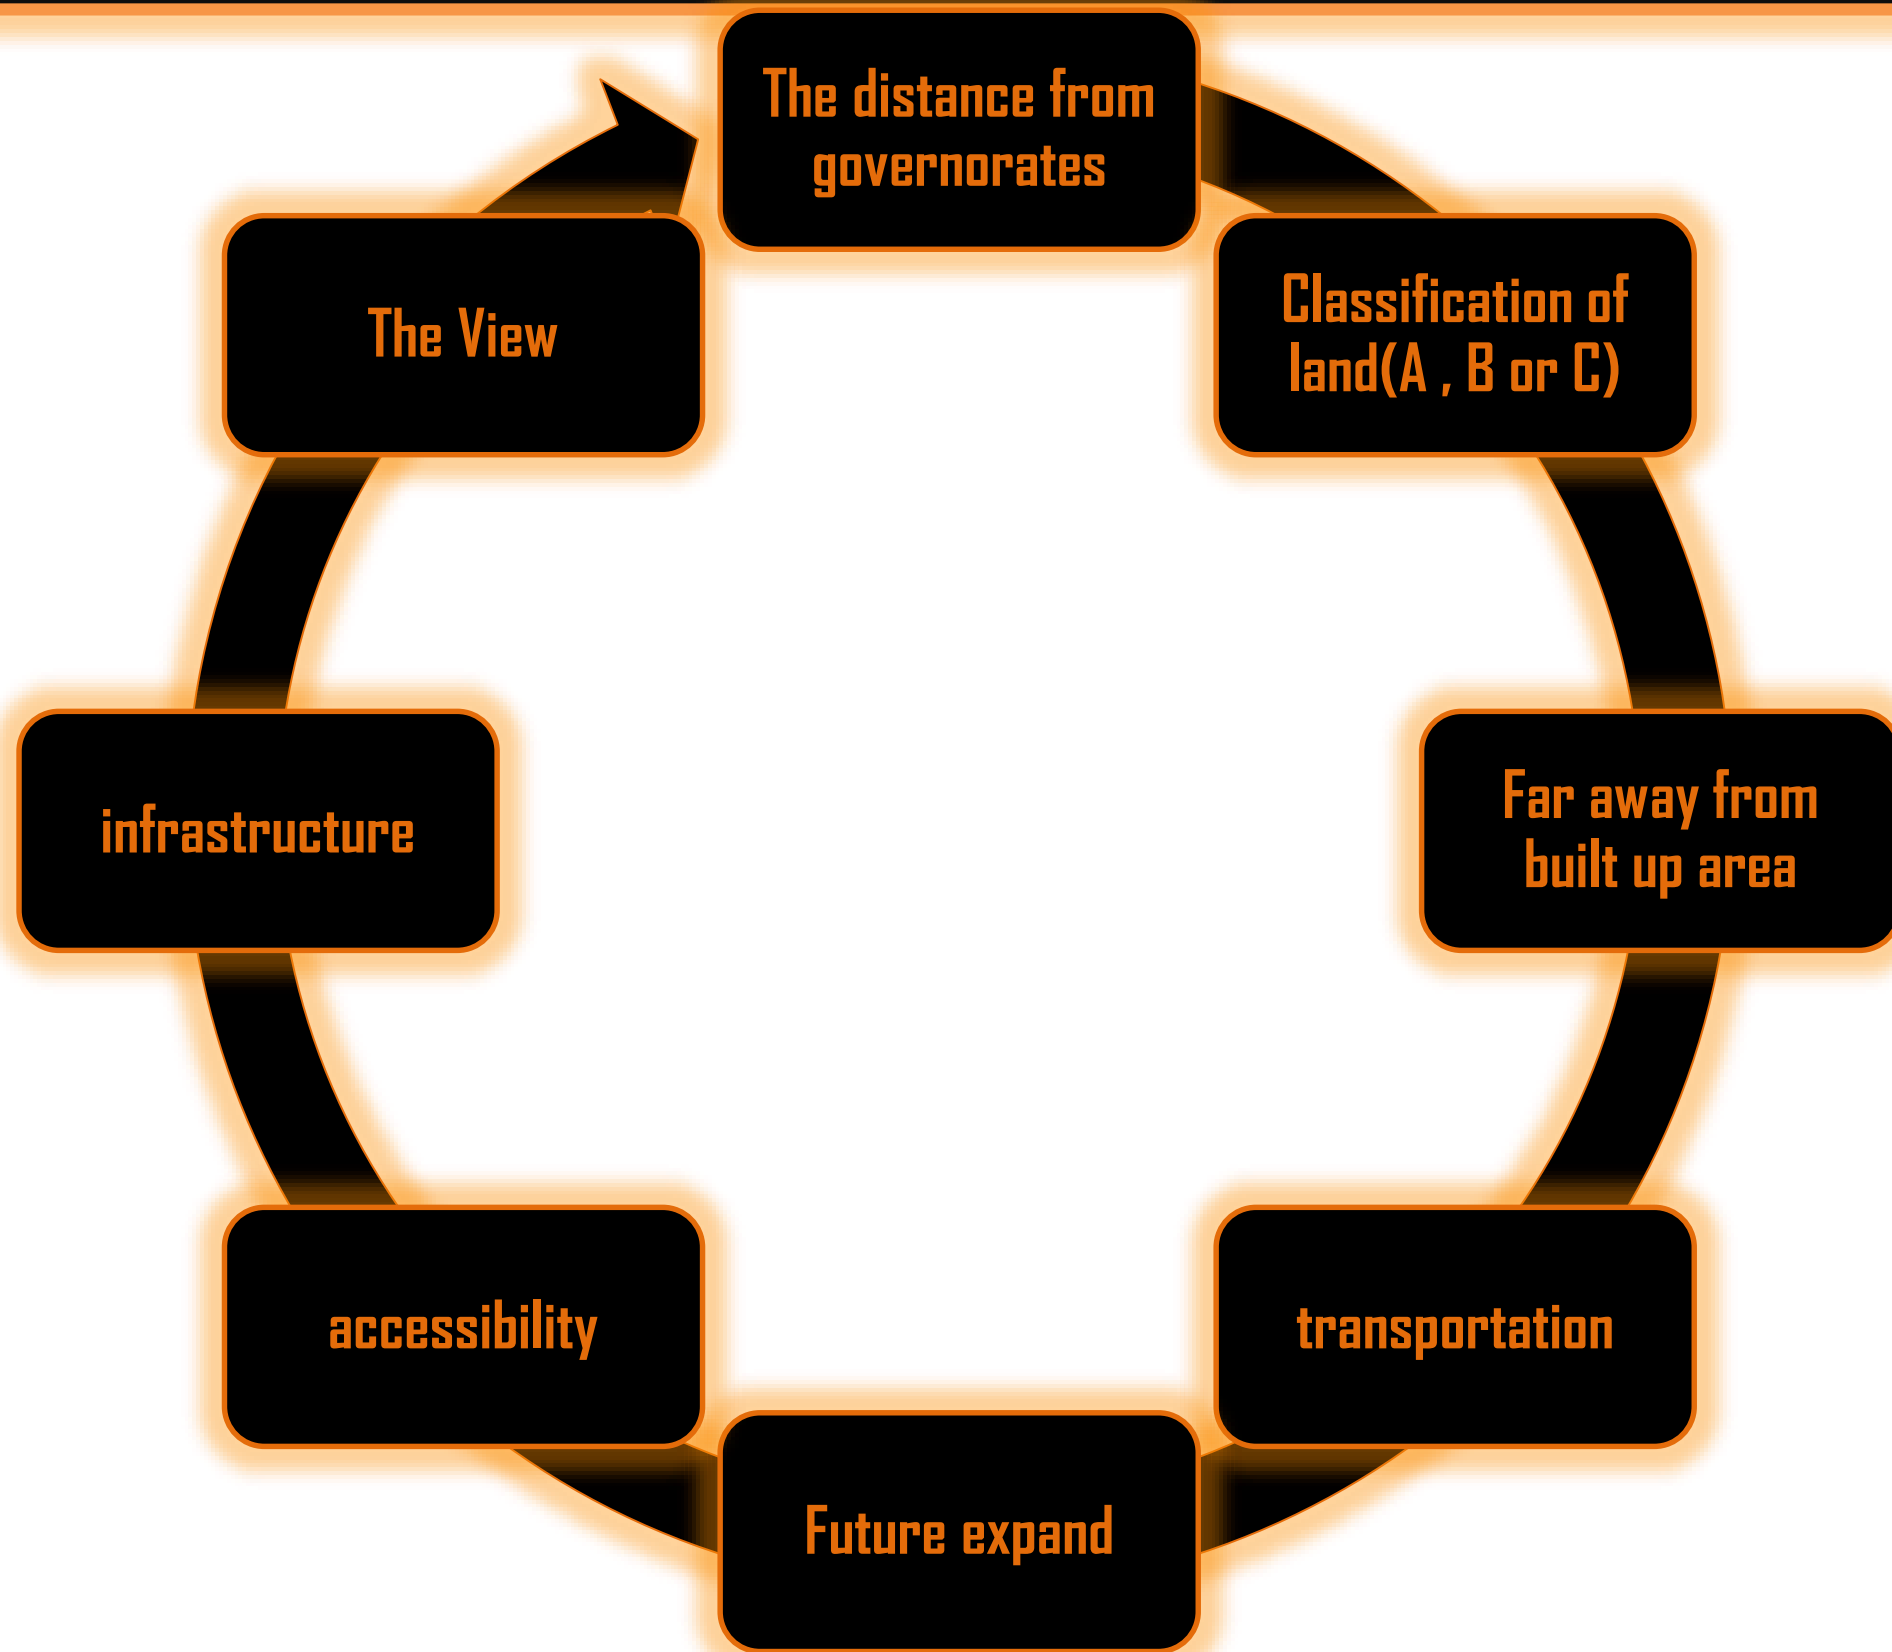 The distance from
governorates
Classification of
land(A , B or C)
Far away from
built up area
transportation
Future expand
accessibility
infrastructure
The View